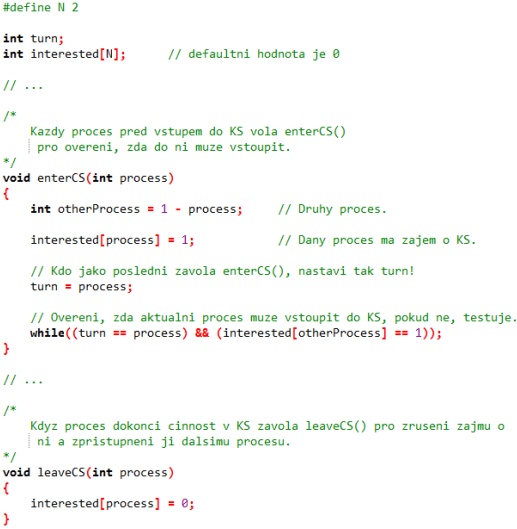 #define N 2
int turn;
int interested[N];      // defaultni hodnota je 0
// ...
/*
    Kazdy proces pred vstupem do KS vola enterCS()
     pro overeni, zda do ni muze vstoupit.
*/
void enterCS(int process)
{
    int otherProcess = 1 - process;     // Druhy proces.
    interested[process] = 1;            // Dany proces ma zajem o KS.
    // Kdo jako posledni zavola enterCS(), nastavi tak turn!
    turn = process;
    // Overeni, zda aktualni proces muze vstoupit do KS, pokud ne, testuje.
    while((turn == process) && (interested[otherProcess] == 1));
}
// ...
/*
    Kdyz proces dokonci cinnost v KS zavola leaveCS() pro zruseni zajmu o
     ni a zpristupneni ji dalsimu procesu.
*/
void leaveCS(int process)
{
    interested[process] = 0;
}